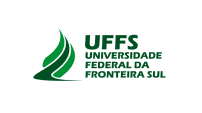 UFFS
UNIVERSIDADE
FEDERAL DA
FRONTEIRA SUL